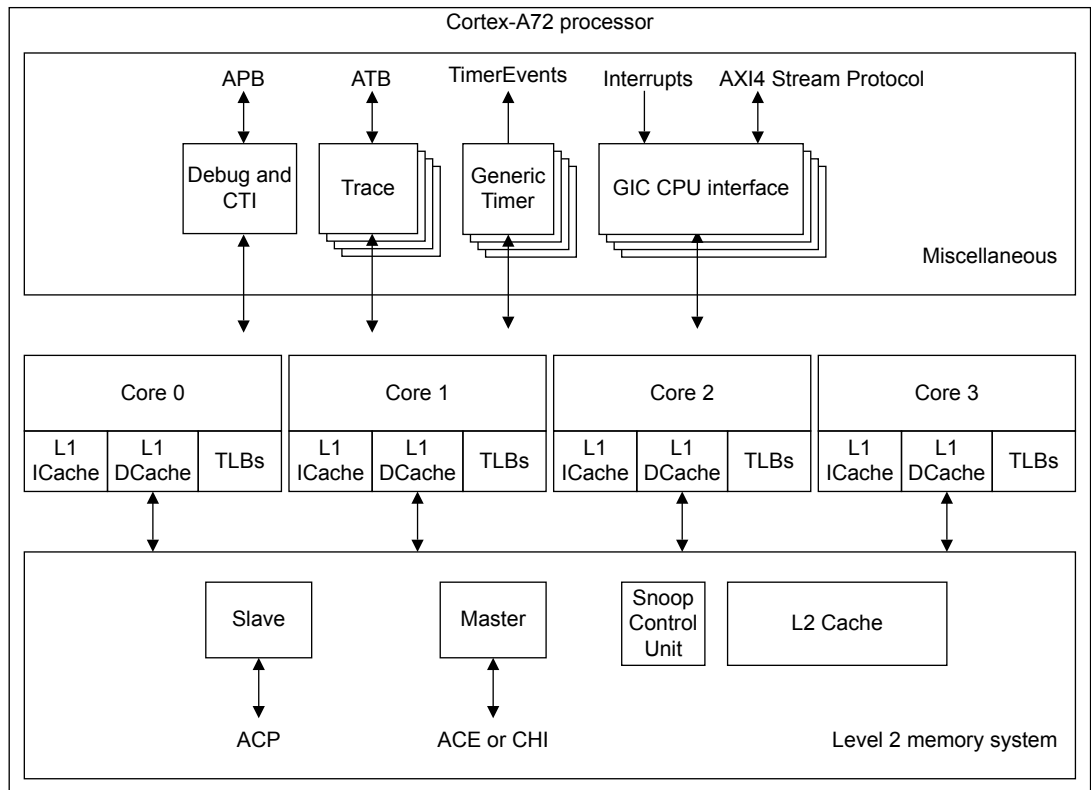 Cortex-A72 processor
APB
ATB
TimerEvents
Interrupts
AXI4 Stream Protocol
Debug and
CTI
Trace
Generic
Timer
GIC CPU interface
Miscellaneous
Core 0
Core 1
Core 2
Core 3
L1
ICache
L1
DCache
TLBs
L1
ICache
L1
DCache
TLBs
L1
ICache
L1
DCache
TLBs
L1
ICache
L1
DCache
TLBs
Slave
Master
Snoop
Control
Unit
L2 Cache
ACP
ACE or CHI
Level 2 memory system